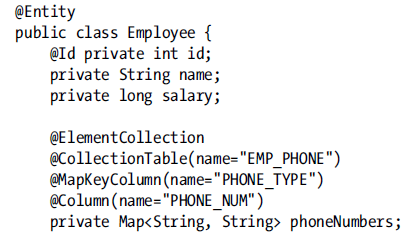 @Entity
public class Employee {
    @Id private int id;
    private String name;
    private long salary;

    @ElementCollection
    @CollectionTable(name="EMP_PHONE")
    @MapKeyColumn(name="PHONE_TYPE")
    @Column(name="PHONE_NUM")
    private Map<String, String> phoneNumbers;